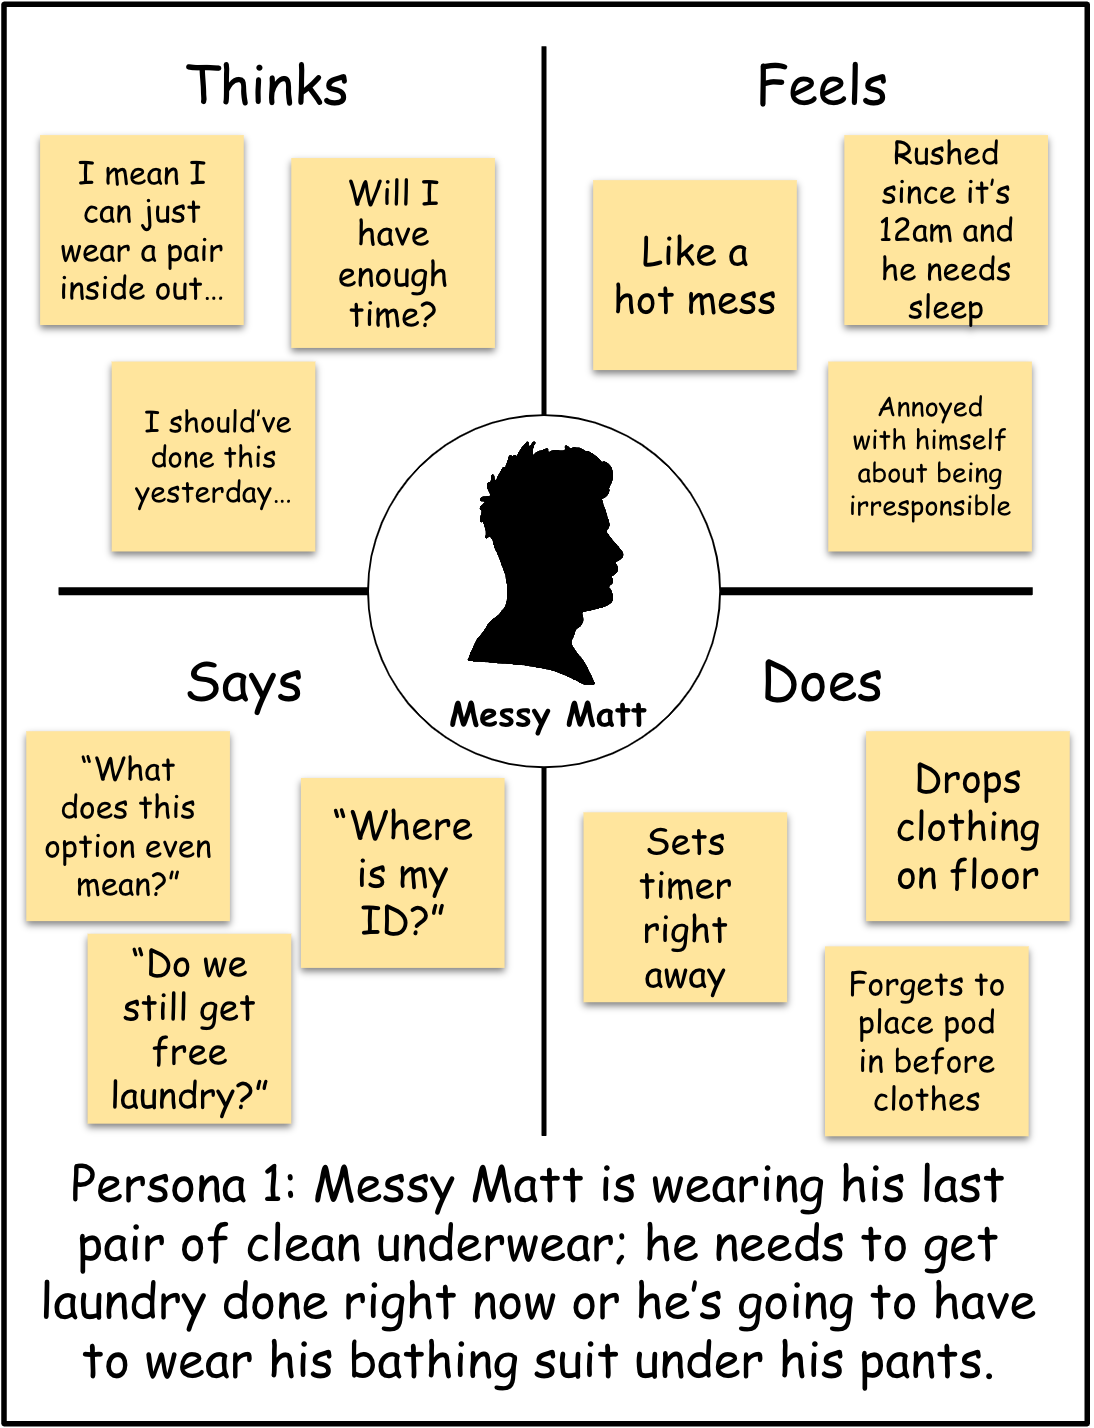 Thinks
I mean I
can just
wear a pair
inside out...
Will I
have
enough
time?
I should’ve
done this
yesterday...
Feels
Like a
hot mess
Rushed
since it’s
12am and
he needs
sleep
Annoyed
with himself
about being
irresponsible
Messy Matt
Says
“What
does this
option even
mean?”
“Where
is my
ID?”
“Do we
still get
free
laundry?”
Does
Sets
timer
right
away
Drops
clothing
on floor
Forgets to
place pod
in before
clothes
Persona 1: Messy Matt is wearing his last
pair of clean underwear; he needs to get
laundry done right now or he’s going to have
to wear his bathing suit under his pants.